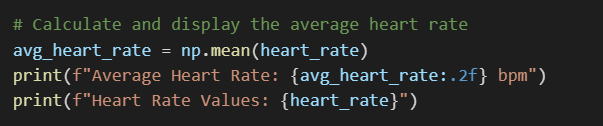 # Calculate and display the average heart rate
avg_heart_rate = np.mean(heart_rate)
print(f"Average Heart Rate: {avg_heart_rate:.2f} bpm")
print(f"Heart Rate Values: {heart_rate}")